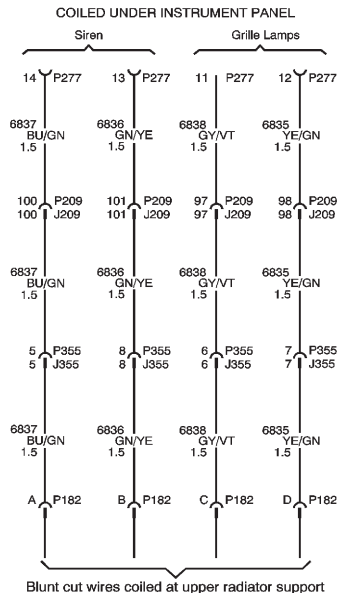 COILED UNDER INSTRUMENT PANEL
Siren Grille Lamps
14 P277 13 P277 11 P277 12 P277
6837 6836 6838 6835
BU/GN GN/YE GY/VT YE/GN
1.5 1.5 1.5 1.5
100 P209 101 P209 97 P209 98 P209
100 J209 101 J209 97 J209 98 J209
6837 6836 6838 6835
BU/GN GN/YE GY/VT YE/GN
1.5 1.5 1.5 1.5
5 P355 8 P355 6 P355 7 P355
5 J355 8 J355 6 J355 7 J355
6837 6836 6838 6835
BU/GN GN/YE GY/VT YE/GN
1.5 1.5 1.5 1.5
A P182 B P182 C P182 D P182
Blunt cut wires coiled at upper radiator support